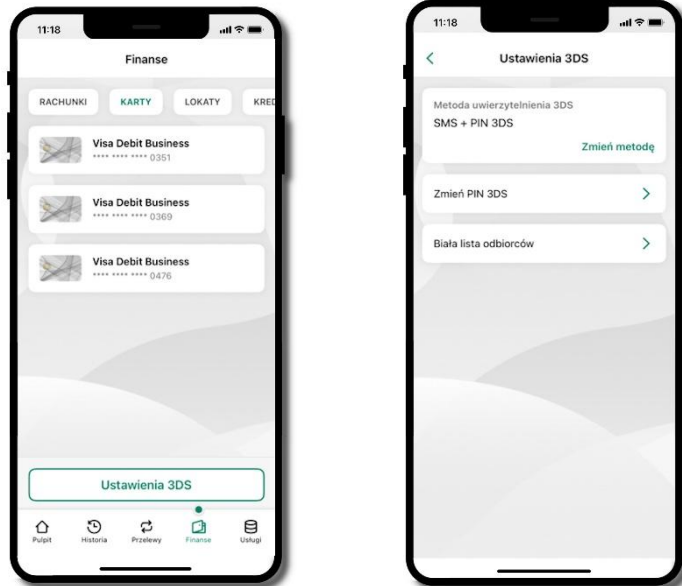 11:18
Finanse
RACHUNKI KARTY LOKATY KRED
Visa Debit Business
**** **** **** 0351
Visa Debit Business
**** **** **** 0369
Visa Debit Business
**** **** **** 0476
Ustawienia 3DS
Pulpit Historia Przelewy Finanse Usługi
11:18
Ustawienia 3DS
Metoda uwierzytelnienia 3DS
SMS + PIN 3DS
Zmień metodę
Zmień PIN 3DS
Biała lista odbiorców